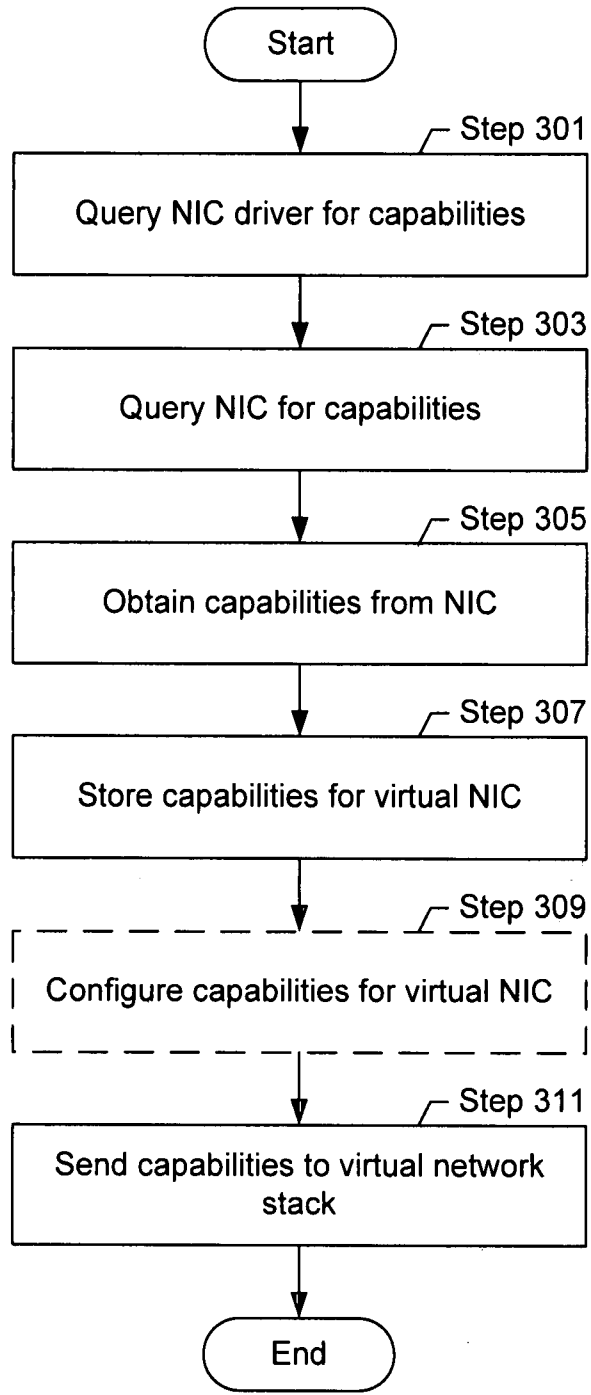 Start
Step 301
Query NIC driver for capabilities
Step 303
Query NIC for capabilities
Step 305
Obtain capabilities from NIC
Step 307
Store capabilities for virtual NIC
Step 309
Configure capabilities for virtual NIC
Step 311
Send capabilities to virtual network
stack
End